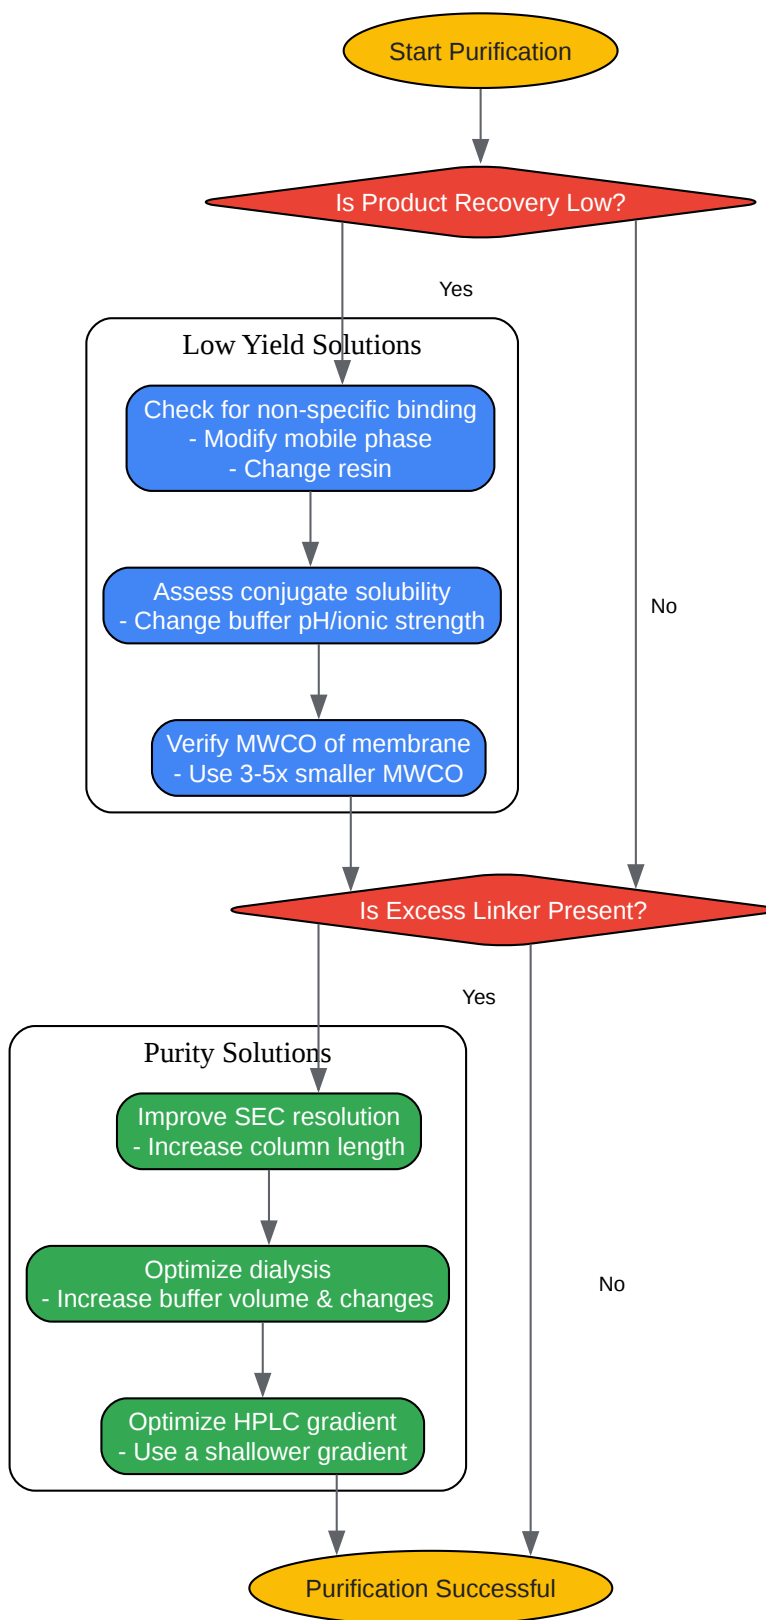 Start Purification
Is Product Recovery Low?
Yes
Low Yield Solutions
Check for non-specific binding
- Modify mobile phase
- Change resin
Assess conjugate solubility
- Change buffer pH/ionic strength
No
Verify MWCO of membrane
- Use 3-5x smaller MWCO
Is Excess Linker Present?
Yes
Purity Solutions
Improve SEC resolution
- Increase column length
Optimize dialysis
- Increase buffer volume & changes
No
Optimize HPLC gradient
- Use a shallower gradient
Purification Successful